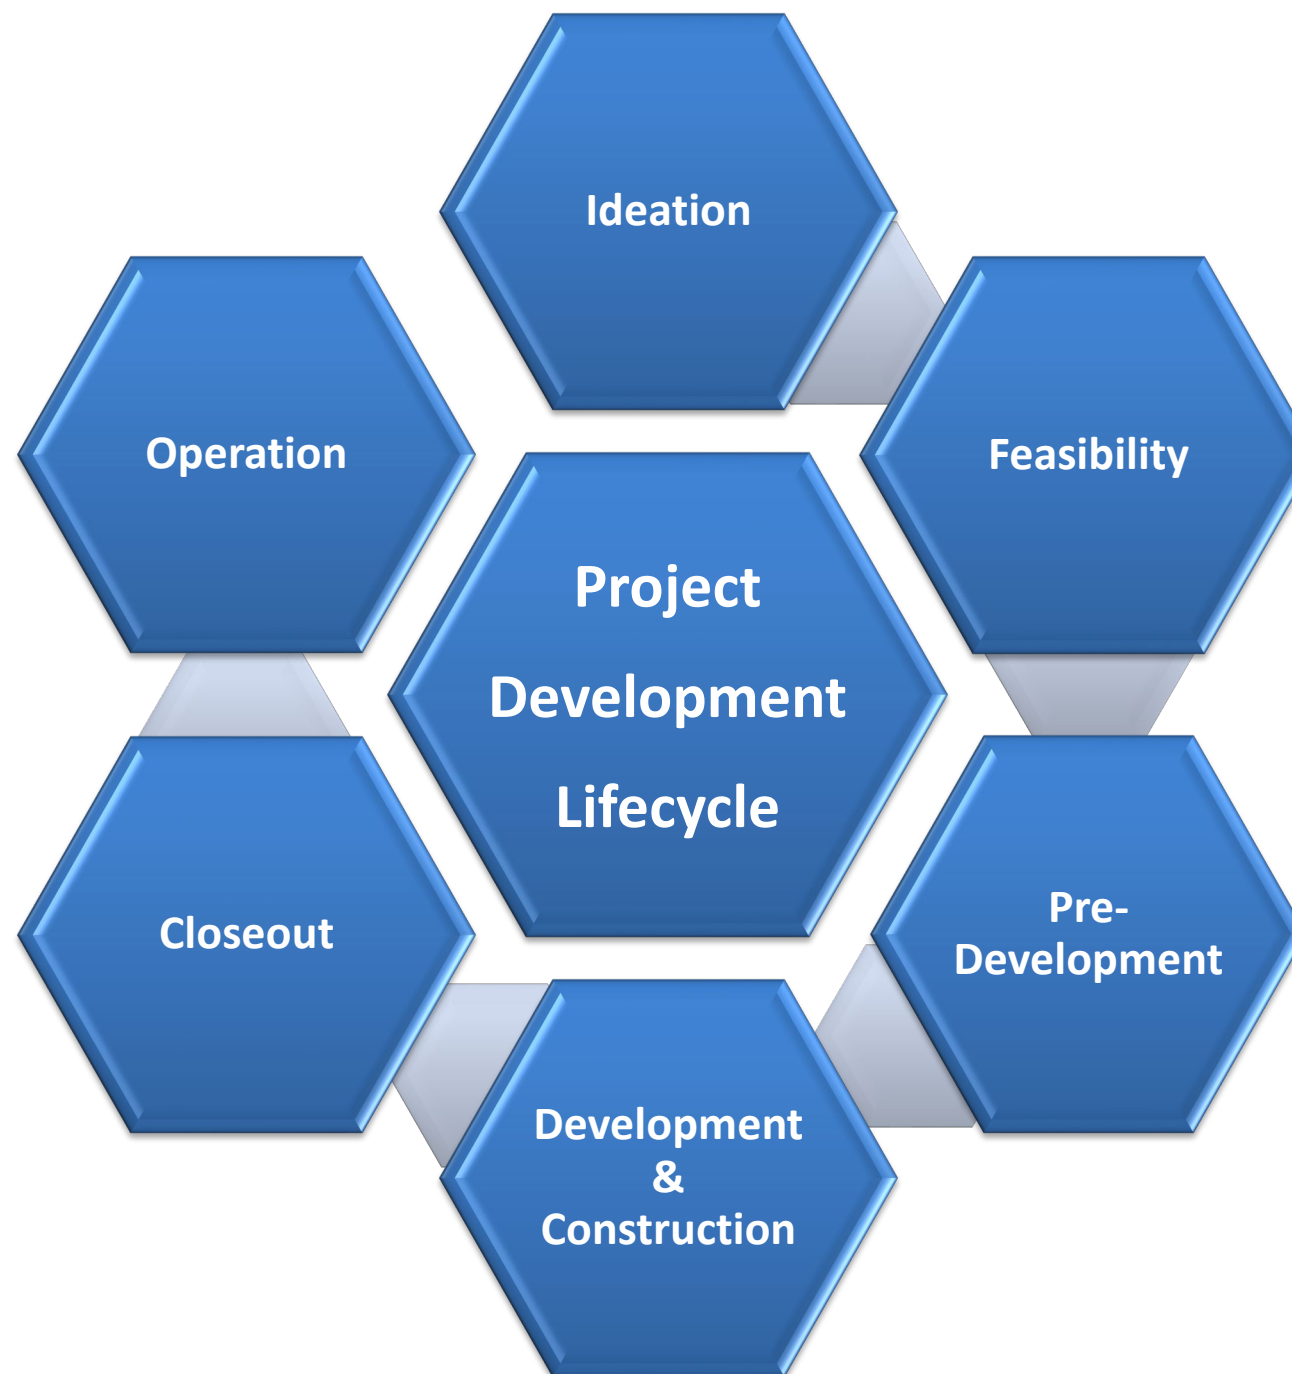 Ideation
Operation
Feasibility
Project
Development
Lifecycle
Closeout
Pre-
Development
Development
&
Construction